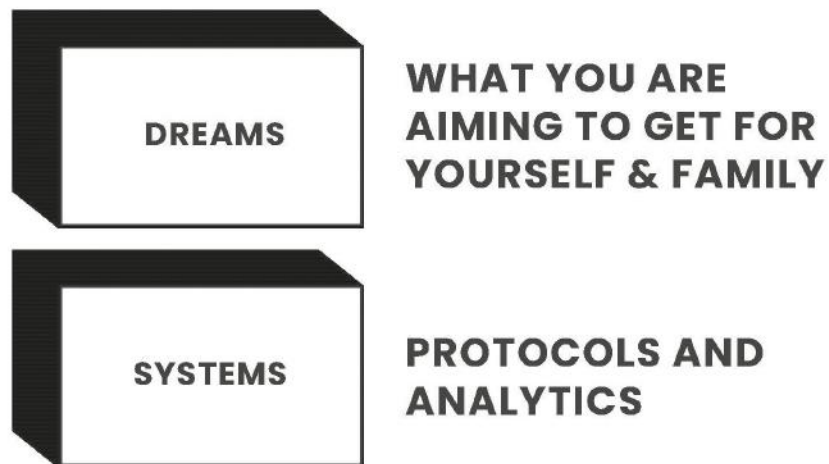 DREAMS
WHAT YOU ARE
AIMING TO GET FOR
YOURSELF & FAMILY
SYSTEMS
PROTOCOLS AND
ANALYTICS